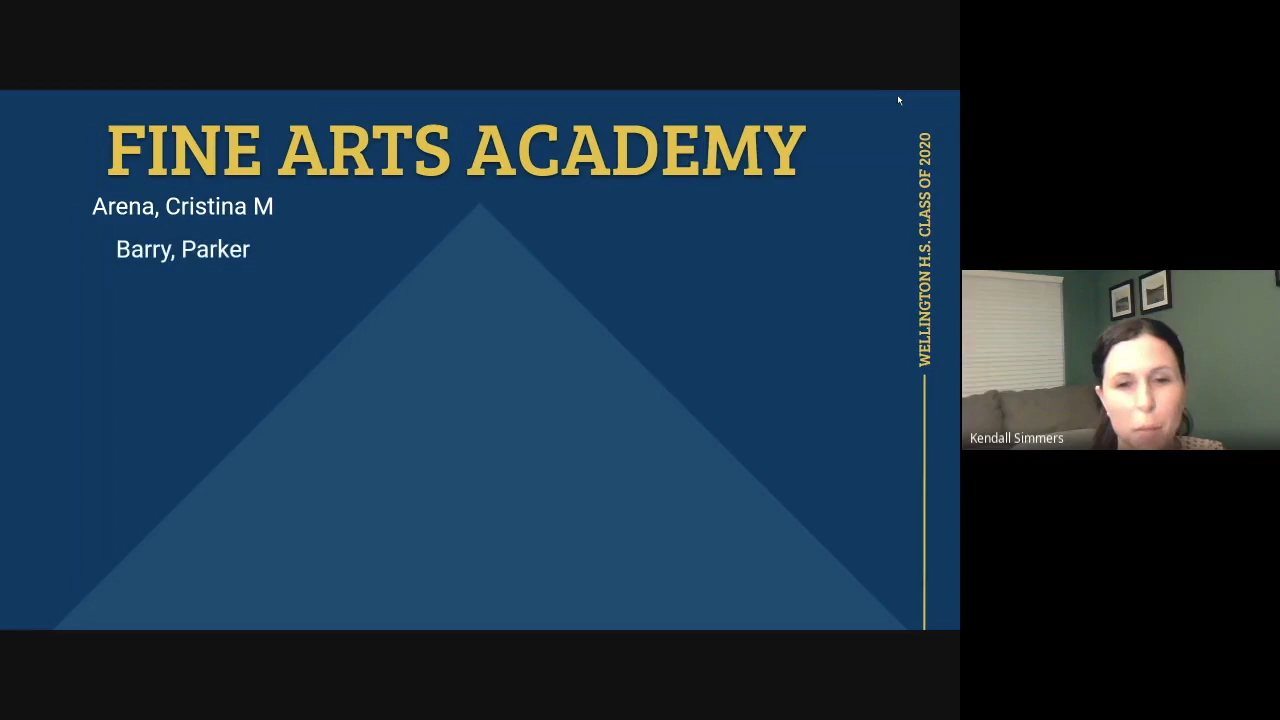 FINE ARTS ACADEMY
Arena, Cristina M
Barry, Parker
WELLINGTON H.S. CLASS OF 2020
Kendall Simmers